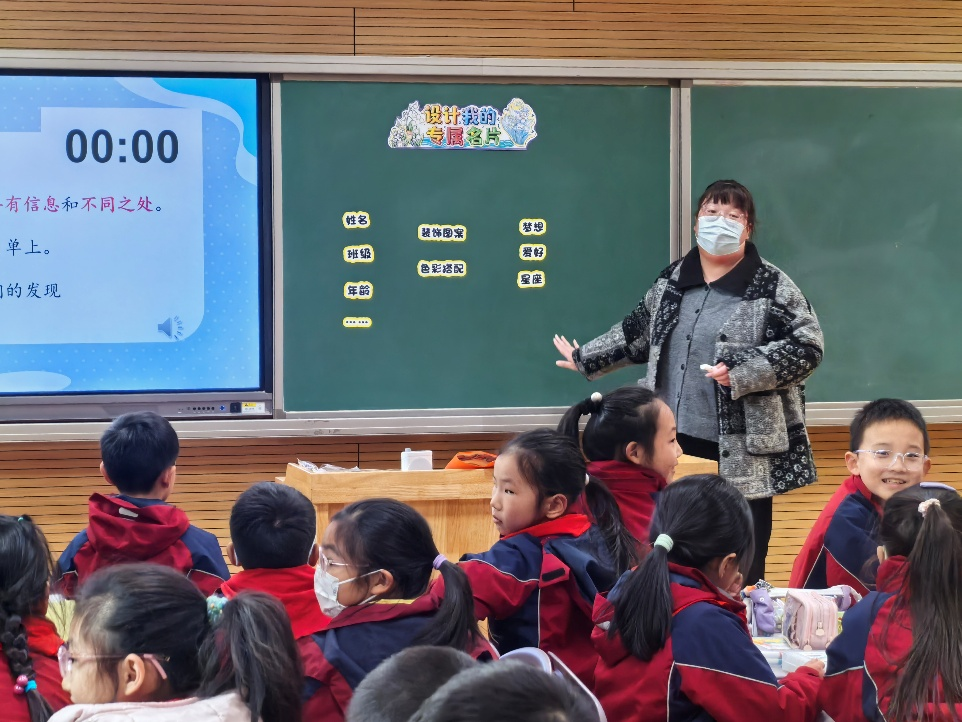 00:00
有信息和不同之处。
单上。
的发现
设计我的
专属名片
姓名
班级
年龄
……
装饰图案
色彩搭配
梦想
爱好
星座